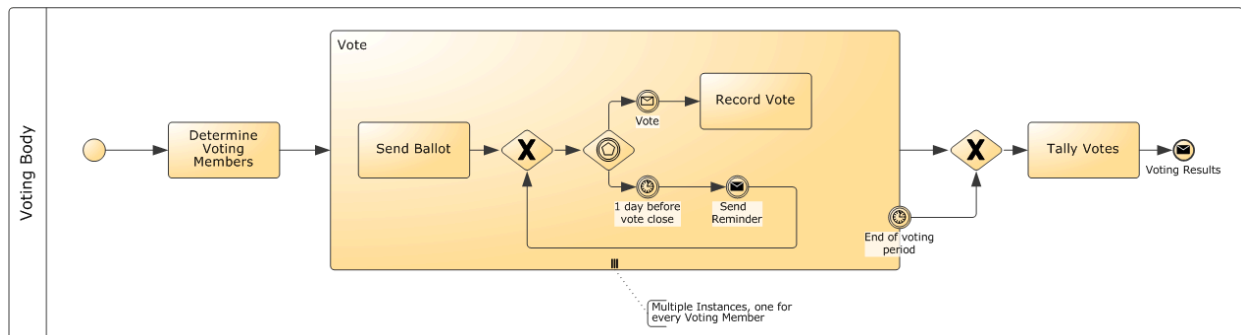 Voting Body
Determine
Voting
Members
Vote
Send Ballot
Vote
Record Vote
1 day before
vote close
Send
Reminder
End of voting
period
Multiple Instances, one for
every Voting Member
Tally Votes
Voting Results